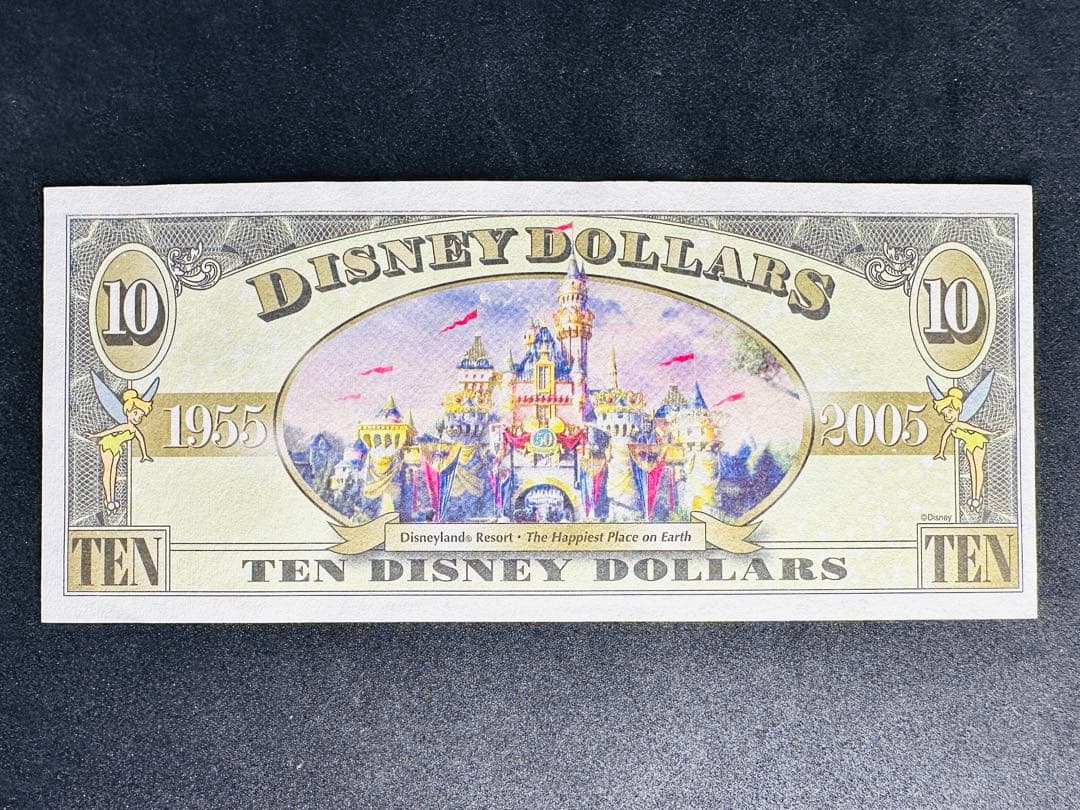 DISNEY DOLLARS
10 10
1955 2005
50
©Disney
Disneyland® Resort • The Happiest Place on Earth
TEN TEN
TEN DISNEY DOLLARS